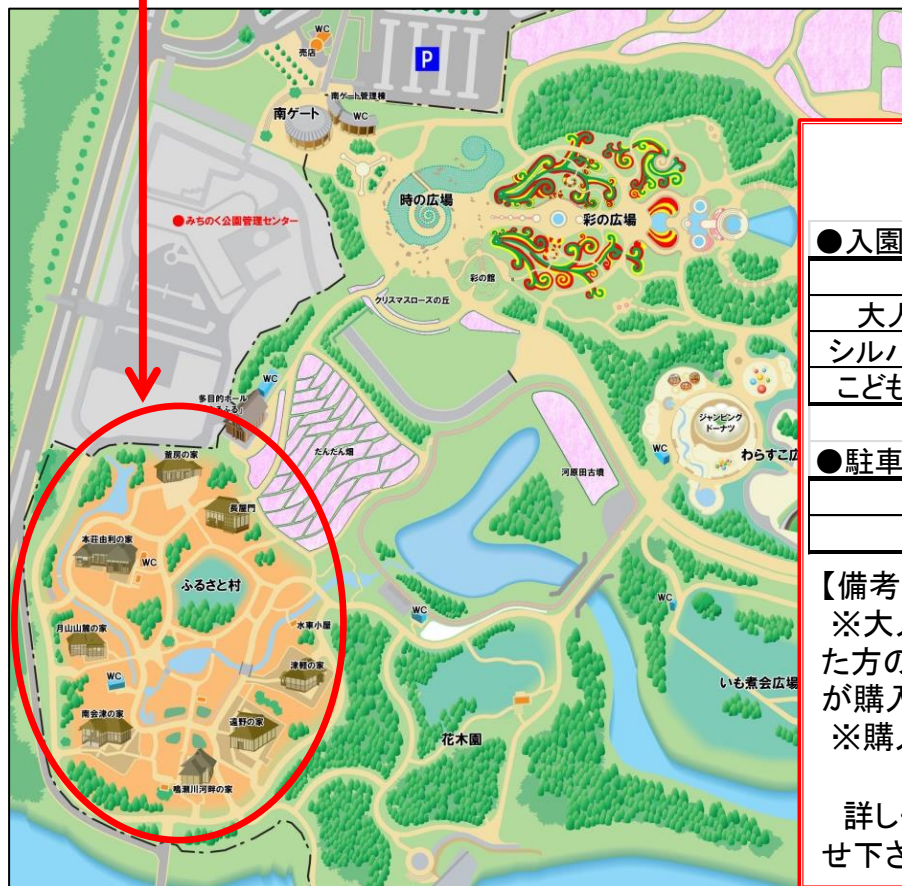 WC
売店
P
南ゲート管理棟
南ゲート
WC
●みちのく公園管理センター
時の広場
彩の広場
彩の館
クリスマスローズの丘
WC
多目的ホール
だんだん畑
ジャンピング
ドーナツ
WC
わらすこ広
河原田古墳
釜房の家
長屋門
本荘由利の家
WC
ふるさと村
月山山麓の家
水車小屋
WC
津軽の家
南会津の家
遠野の家
鳴瀬川河畔の家
WC
WC
花木園
いも煮会広場
●入園
大人
シルバ
こども
●駐車
【備考
※大人
た方の
が購入
※購入
詳し
せ下さ